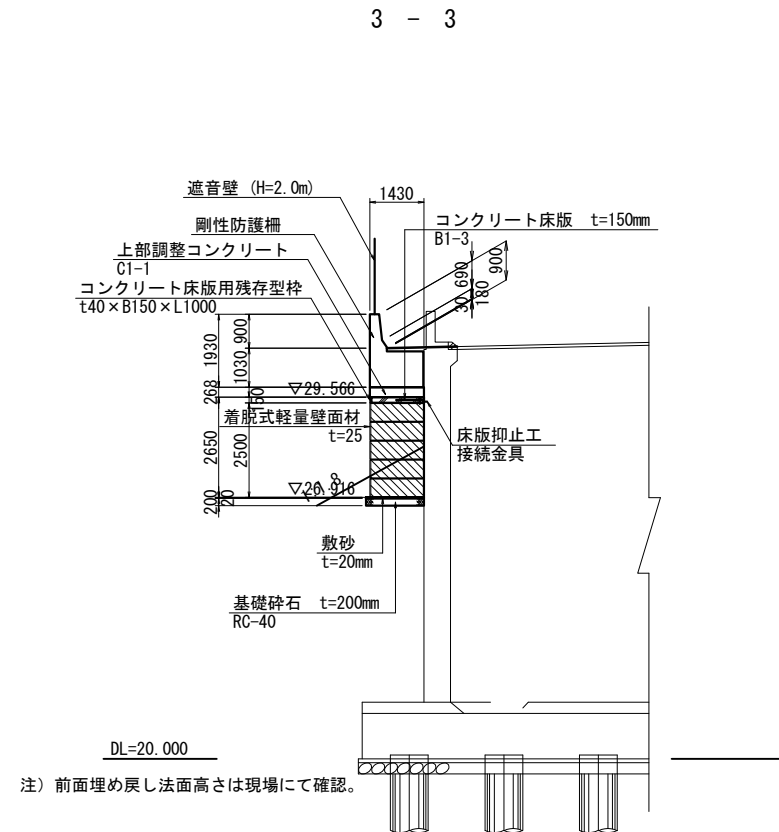 3 - 3
遮音壁 (H=2.0m)
1430
コンクリート床版 t=150mm
B1-3
剛性防護柵
上部調整コンクリート
C1-1
コンクリート床版用残存型枠
t40×B150×L1000
900
690
180
30
1930
900
1030
268
150
▽29.566
着脱式軽量壁面材
t=25
床版抑止工
接続金具
2650
2500
▽26.916
1:1.8
200
20
敷砂
t=20mm
基礎砕石 t=200mm
RC-40
DL=20.000
注) 前面埋め戻し法面高さは現場にて確認。